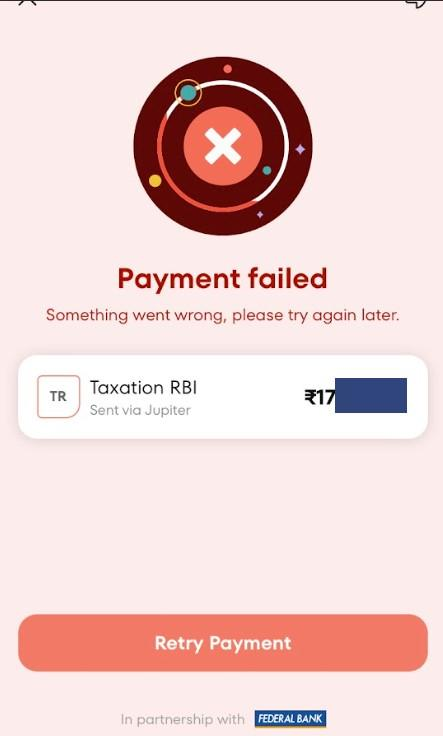 Payment failed
Something went wrong, please try again later.
TR
Taxation RBI
Sent via Jupiter
₹17
Retry Payment
In partnership with FEDERAL BANK